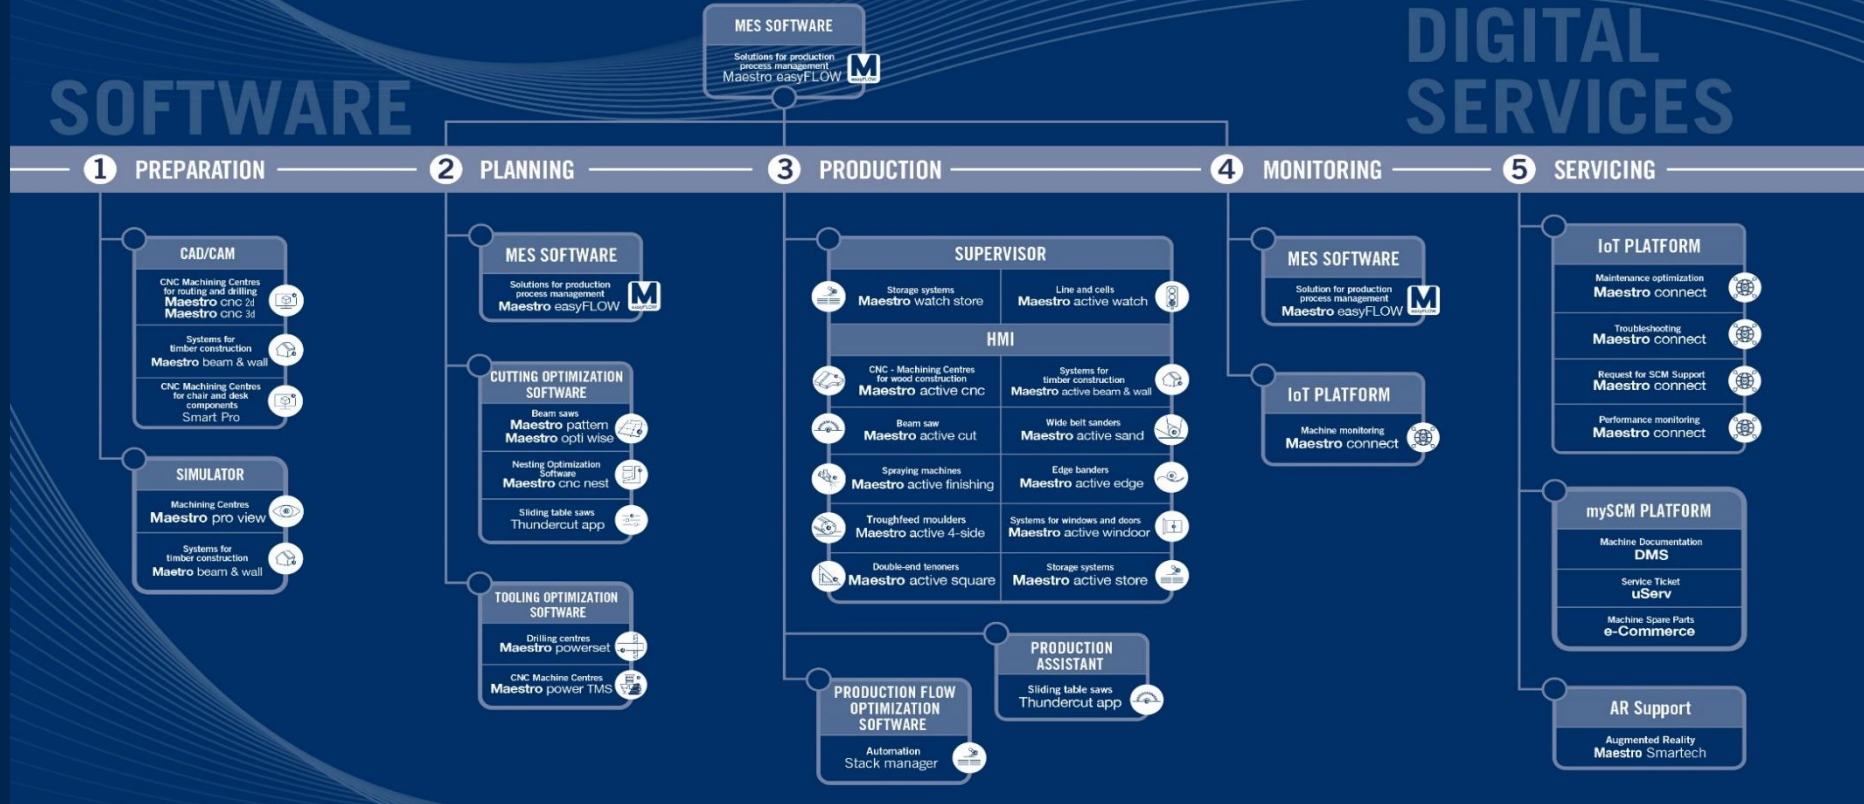 SOFTWARE
DIGITAL
SERVICES
MES SOFTWARE
Solutions for production
process management
Maestro easyFLOW
M
easyFLOW
1 PREPARATION
2 PLANNING
3 PRODUCTION
4 MONITORING
5 SERVICING
CAD/CAM
CNC Machining Centres
for routing and drilling
Maestro cnc 2d
Maestro cnc 3d
Systems for
timber construction
Maestro beam & wall
CNC Machining Centres
for chair and desk
components
Smart Pro
SIMULATOR
Machining Centres
Maestro pro view
Systems for
timber construction
Maetro beam & wall
MES SOFTWARE
Solutions for production
process management
Maestro easyFLOW
M
easyFLOW
CUTTING OPTIMIZATION
SOFTWARE
Beam saws
Maestro pattern
Maestro opti wise
Nesting Optimization
Software
Maestro cnc nest
Sliding table saws
Thundercut app
TOOLING OPTIMIZATION
SOFTWARE
Drilling centres
Maestro powerset
CNC Machine Centres
Maestro power TMS
SUPERVISOR
Storage systems
Maestro watch store
Line and cells
Maestro active watch
HMI
CNC - Machining Centres
for wood construction
Maestro active cnc
Systems for
timber construction
Maestro active beam & wall
Beam saw
Maestro active cut
Wide belt sanders
Maestro active sand
Spraying machines
Maestro active finishing
Edge banders
Maestro active edge
Troughfeed moulders
Maestro active 4-side
Systems for windows and doors
Maestro active windoor
Double-end tenoners
Maestro active square
Storage systems
Maestro active store
PRODUCTION
ASSISTANT
Sliding table saws
Thundercut app
PRODUCTION FLOW
OPTIMIZATION
SOFTWARE
Automation
Stack manager
MES SOFTWARE
Solution for production
process management
Maestro easyFLOW
M
easyFLOW
IoT PLATFORM
Machine monitoring
Maestro connect
IoT PLATFORM
Maintenance optimization
Maestro connect
Troubleshooting
Maestro connect
Request for SCM Support
Maestro connect
Performance monitoring
Maestro connect
mySCM PLATFORM
Machine Documentation
DMS
Service Ticket
uServ
Machine Spare Parts
e-Commerce
AR Support
Augmented Reality
Maestro Smartech